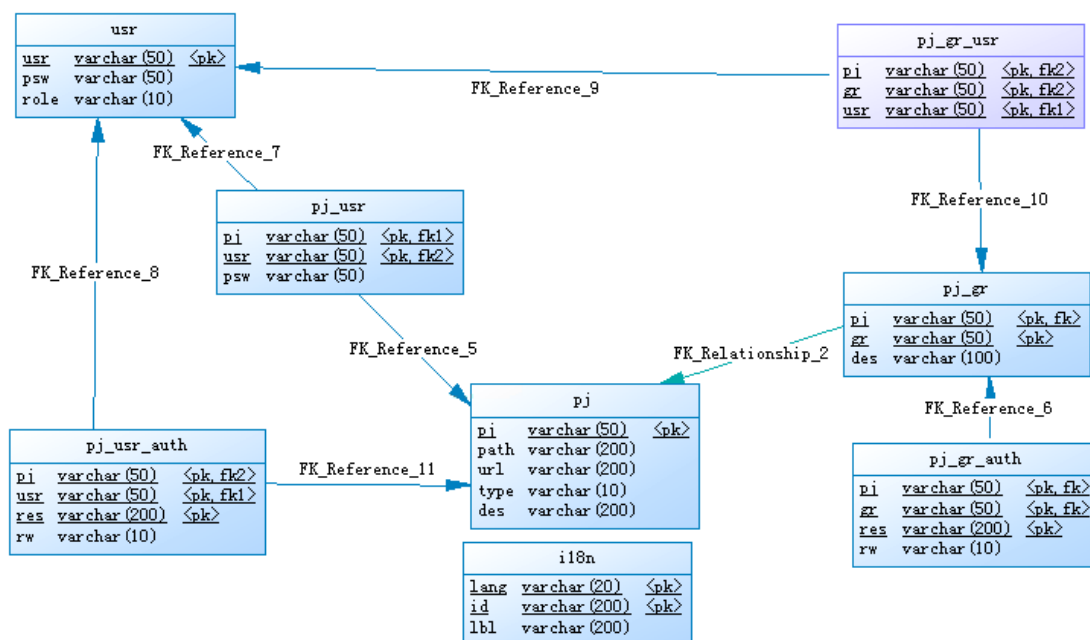 usr
usr varchar(50) <pk>
psw varchar(50)
role varchar(10)
pj_gr_usr
pj varchar(50) <pk,fk2>
gr varchar(50) <pk,fk2>
usr varchar(50) <pk,fk1>
FK_Reference_9
FK_Reference_7
pj_usr
pj varchar(50) <pk,fk1>
usr varchar(50) <pk,fk2>
psw varchar(50)
FK_Reference_10
FK_Reference_8
pj_gr
pj varchar(50) <pk,fk>
gr varchar(50) <pk>
des varchar(100)
FK_Reference_5
FK_Relationship_2
pj
pj varchar(50) <pk>
path varchar(200)
url varchar(200)
type varchar(10)
des varchar(200)
FK_Reference_6
pj_usr_auth
pj varchar(50) <pk,fk2>
usr varchar(50) <pk,fk1>
res varchar(200) <pk>
rw varchar(10)
FK_Reference_11
pj_gr_auth
pj varchar(50) <pk,fk>
gr varchar(50) <pk,fk>
res varchar(200) <pk>
rw varchar(10)
i18n
lang varchar(20) <pk>
id varchar(200) <pk>
lbl varchar(200)